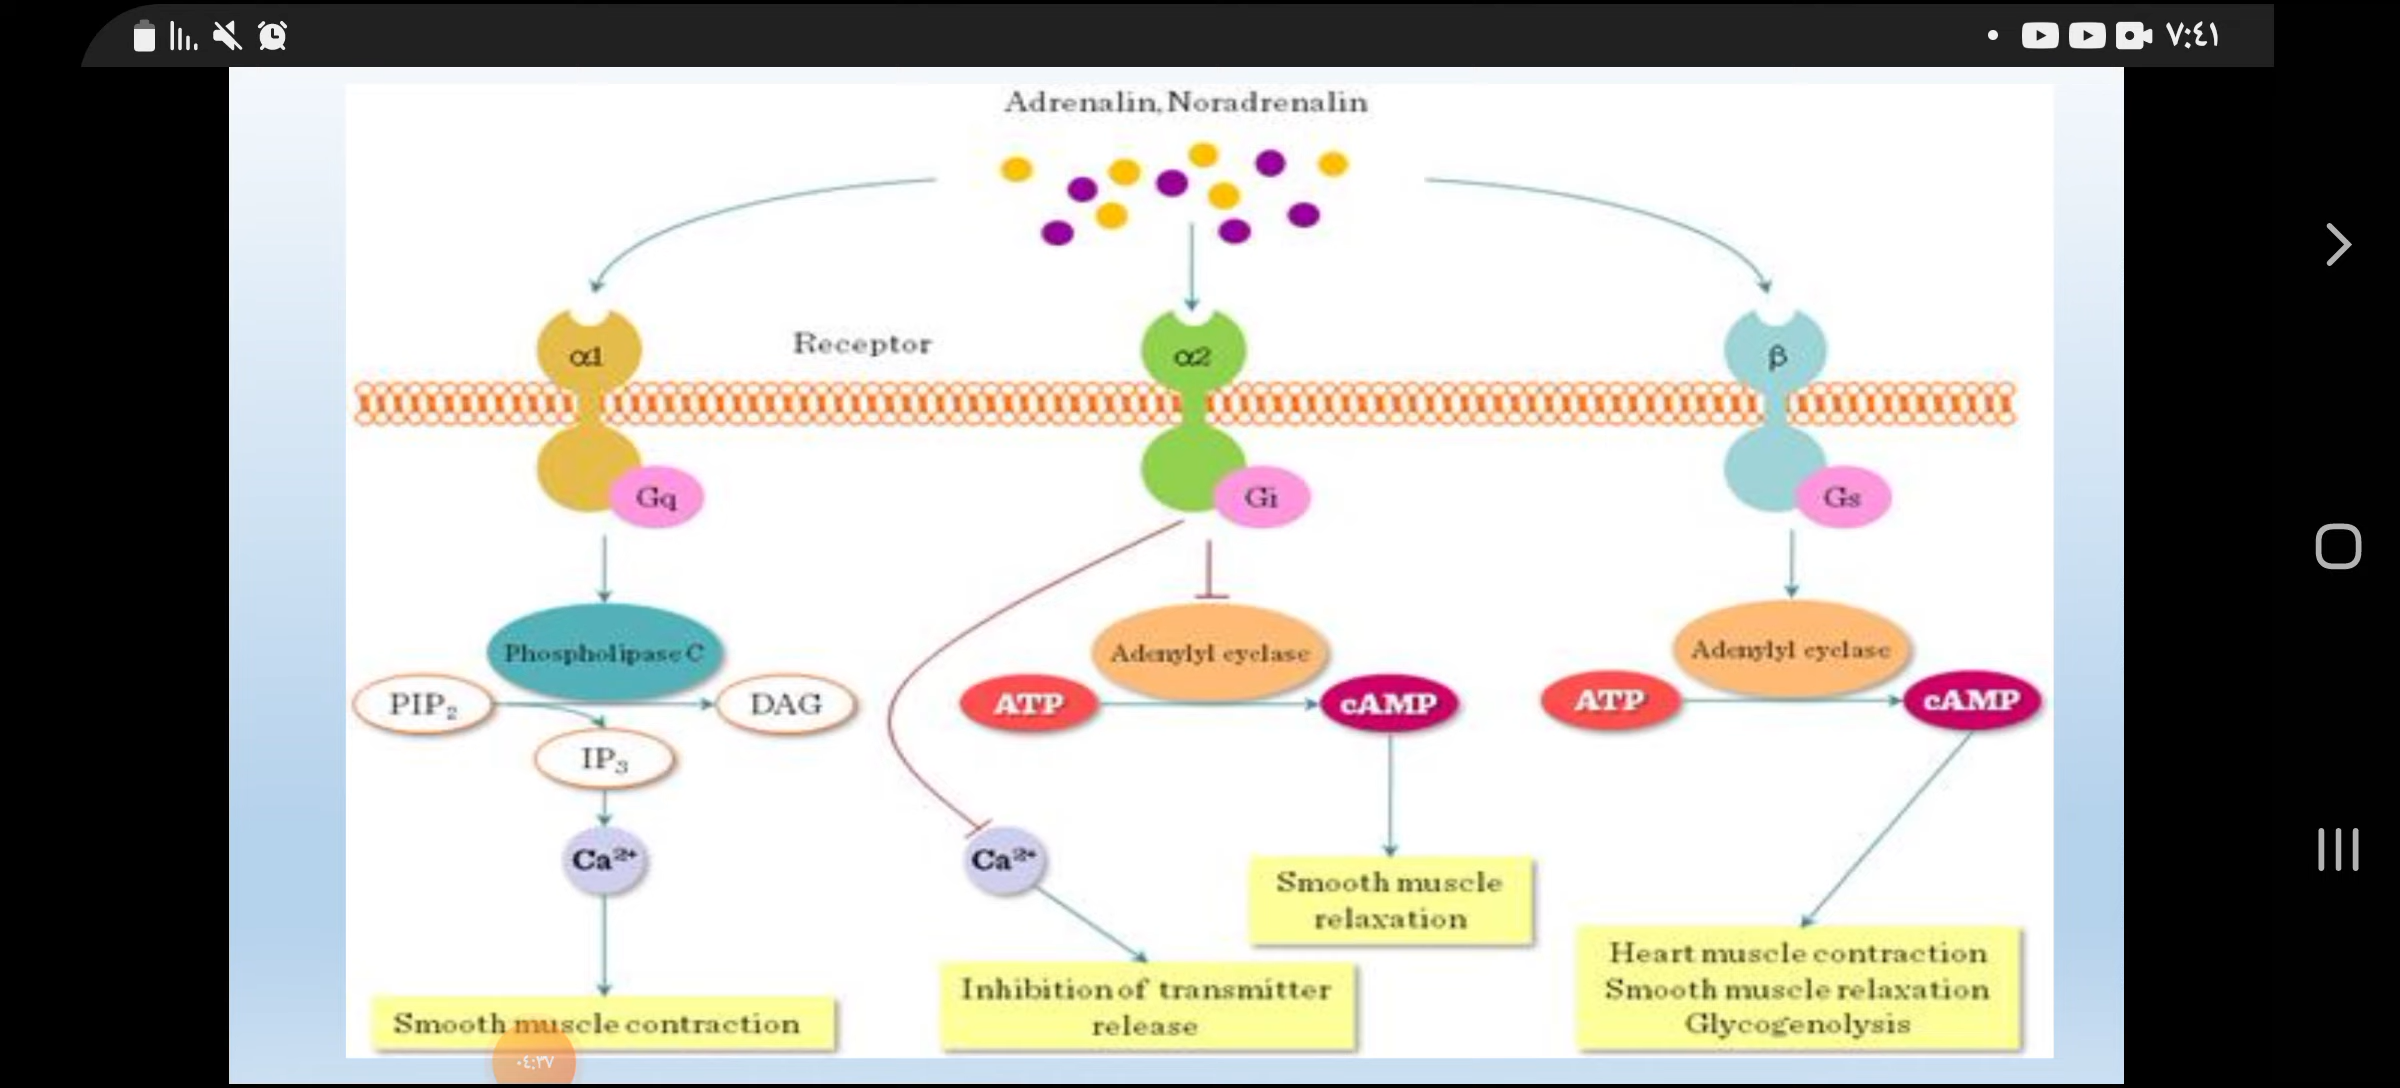 ٧:٤١
Adrenalin, Noradrenalin
Receptor
α1
α2
β
Gq
Gi
Gs
Phospholipase C
Adenylyl cyclase
Adenylyl cyclase
PIP₂
DAG
ATP
cAMP
ATP
cAMP
IP₃
Ca²⁺
Ca²⁺
Smooth muscle
relaxation
Heart muscle contraction
Smooth muscle relaxation
Glycogenolysis
Inhibition of transmitter
release
Smooth muscle contraction
٠٤:٣٧